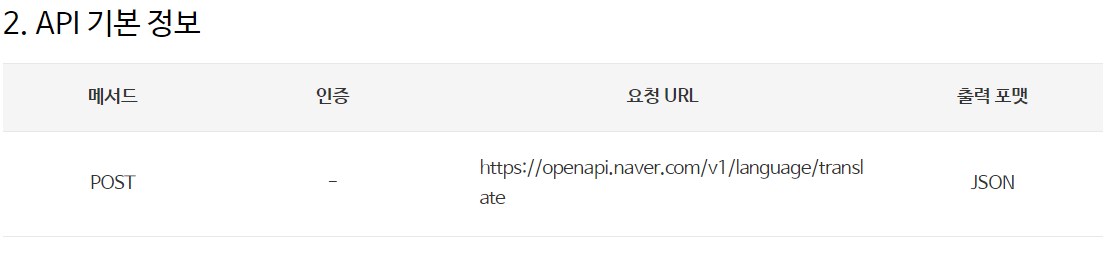 2. API 기본 정보
메서드 인증 요청 URL 출력 포맷
POST - https://openapi.naver.com/v1/language/transl
ate JSON